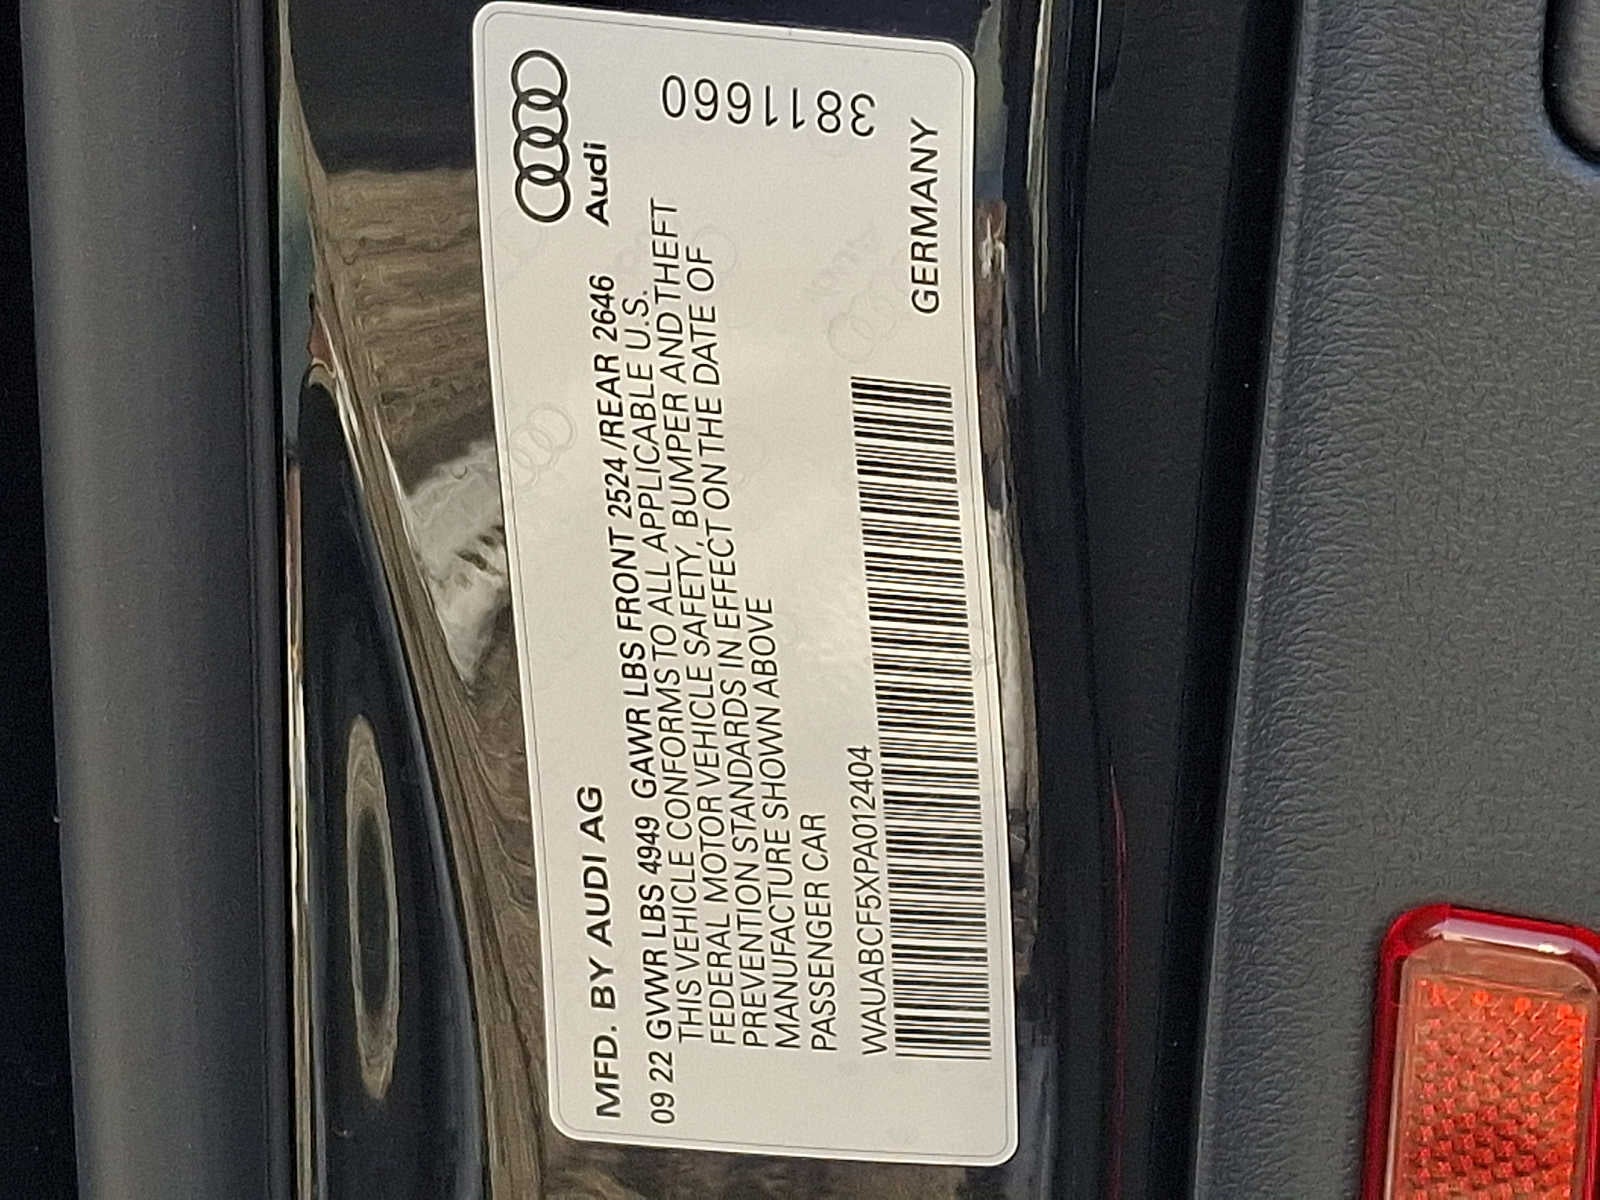 Audi
MFD. BY AUDI AG
09 22 GVWR LBS 4949 GAWR LBS FRONT 2524/REAR 2646
THIS VEHICLE CONFORMS TO ALL APPLICABLE U.S.
FEDERAL MOTOR VEHICLE SAFETY, BUMPER AND THEFT
PREVENTION STANDARDS IN EFFECT ON THE DATE OF
MANUFACTURE SHOWN ABOVE
PASSENGER CAR
WAUABCF5XPA012404
GERMANY
3811660